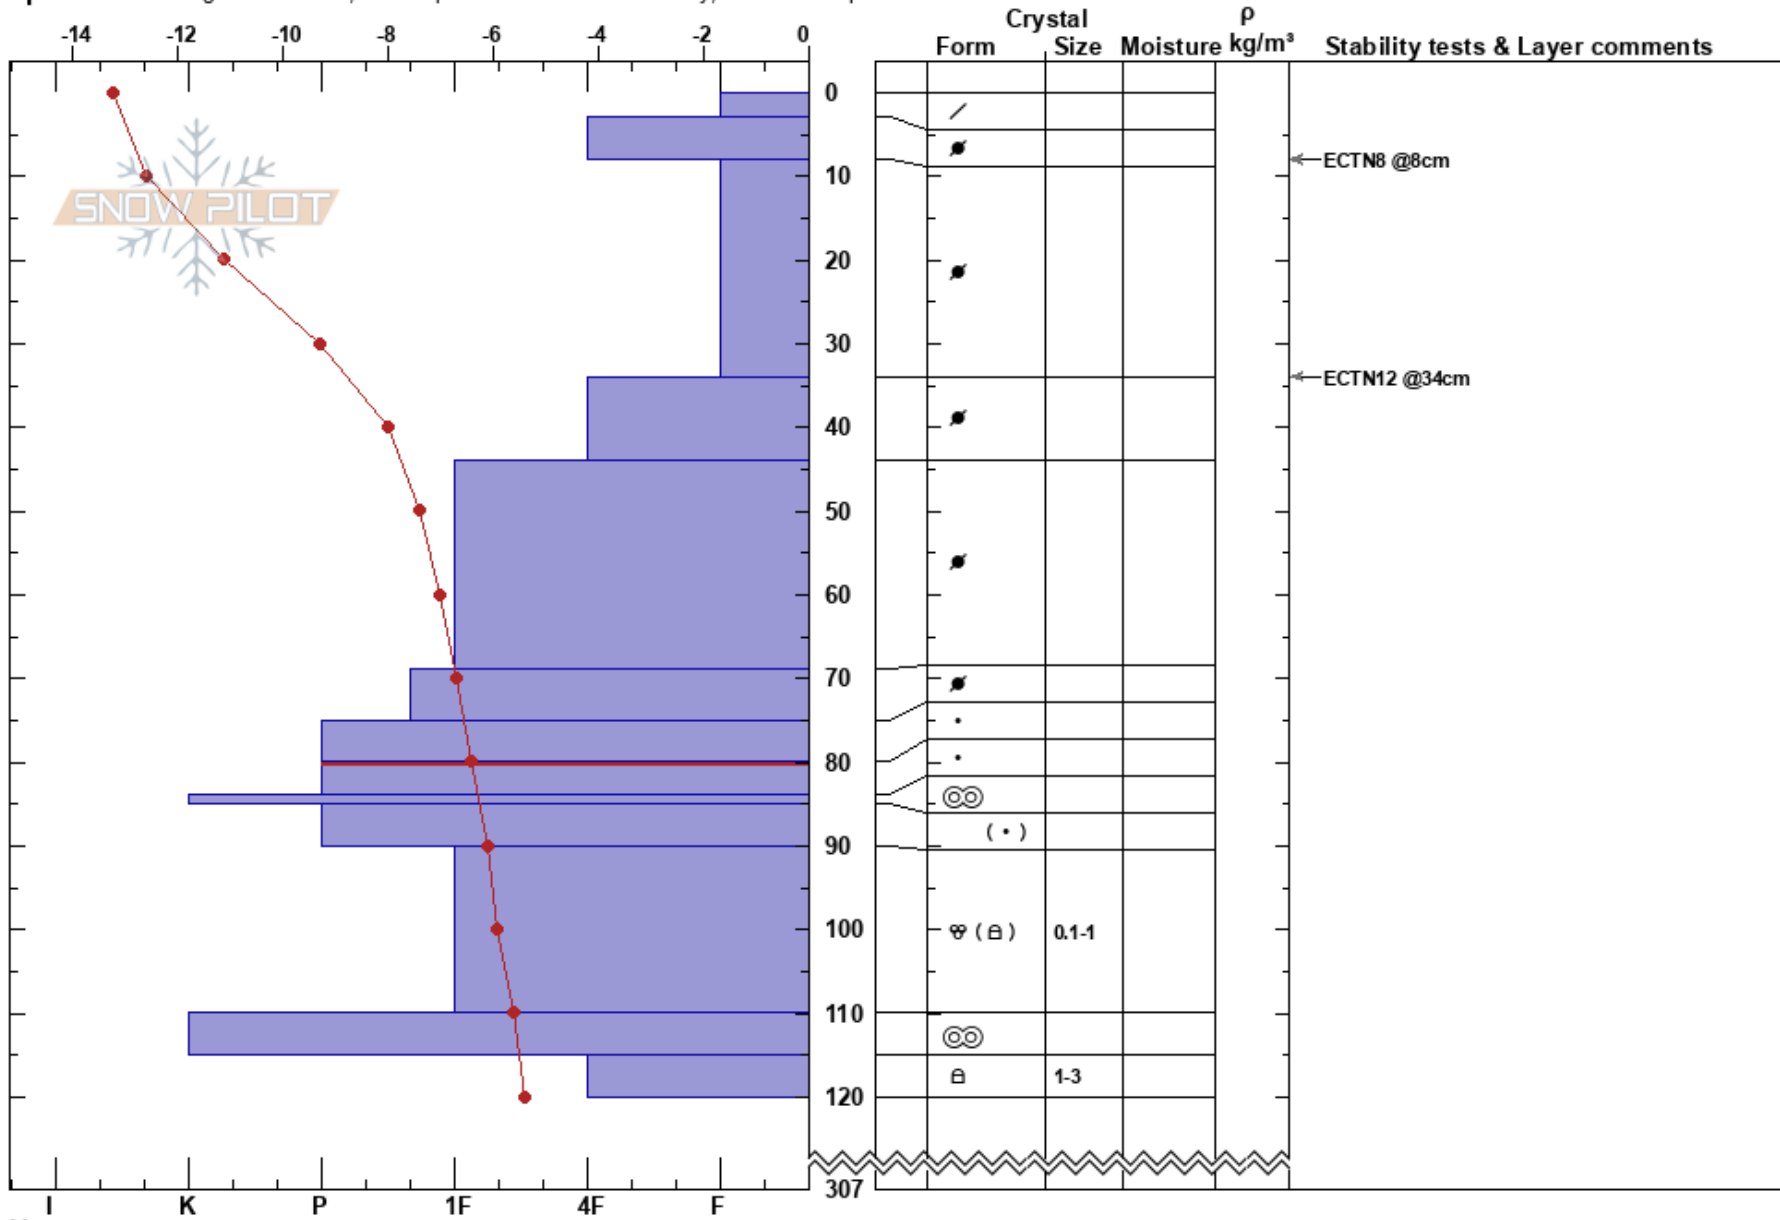 Crystal ρ
-14 -12 -10 -8 -6 -4 -2 0 Form Size Moisture kg/m³ Stability tests & Layer comments
0
ECTN8 @8cm
10
SNOW PILOT
20
30
ECTN12 @34cm
40
50
60
70
80
( • )
90
100 ( ) 0.1-1
110
1-3
120
307
I K P 1F 4F F